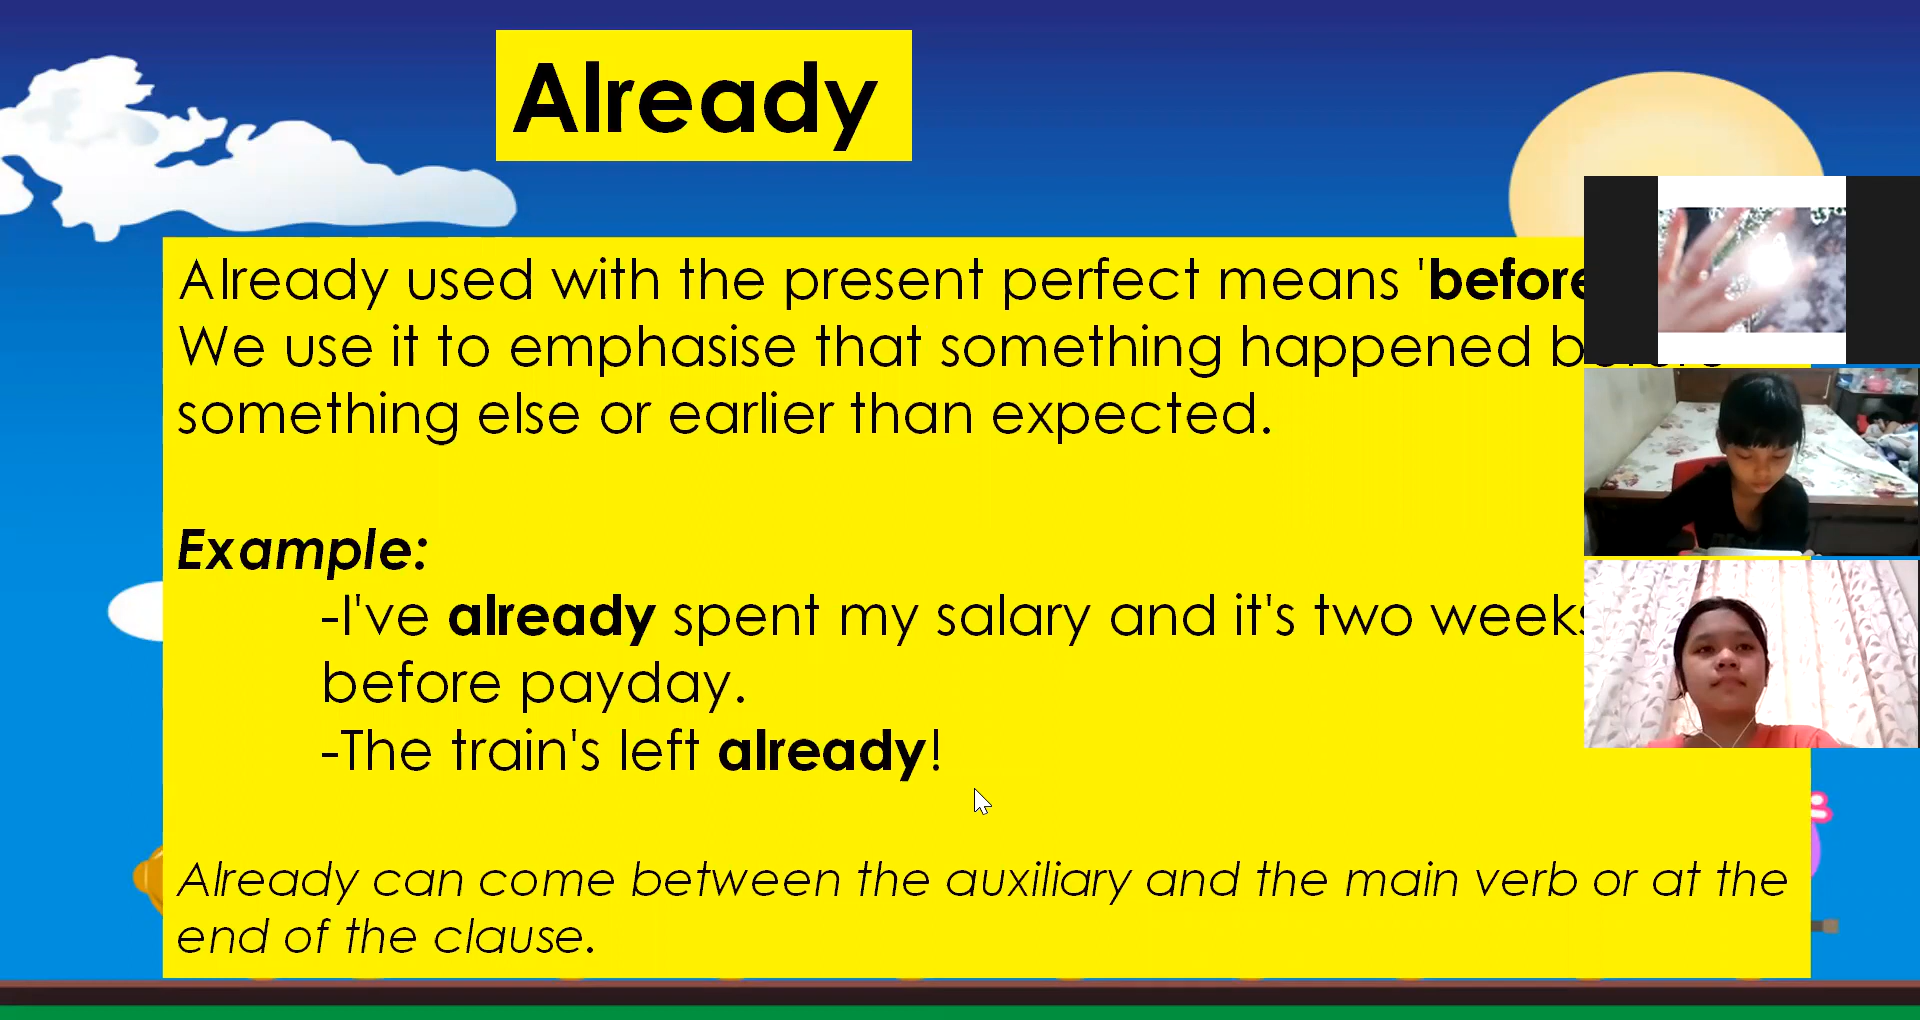 Already
Already used with the present perfect means 'before
We use it to emphasise that something happened before
something else or earlier than expected.
Example:
-I've already spent my salary and it's two weeks
before payday.
-The train's left already!
Already can come between the auxiliary and the main verb or at the
end of the clause.